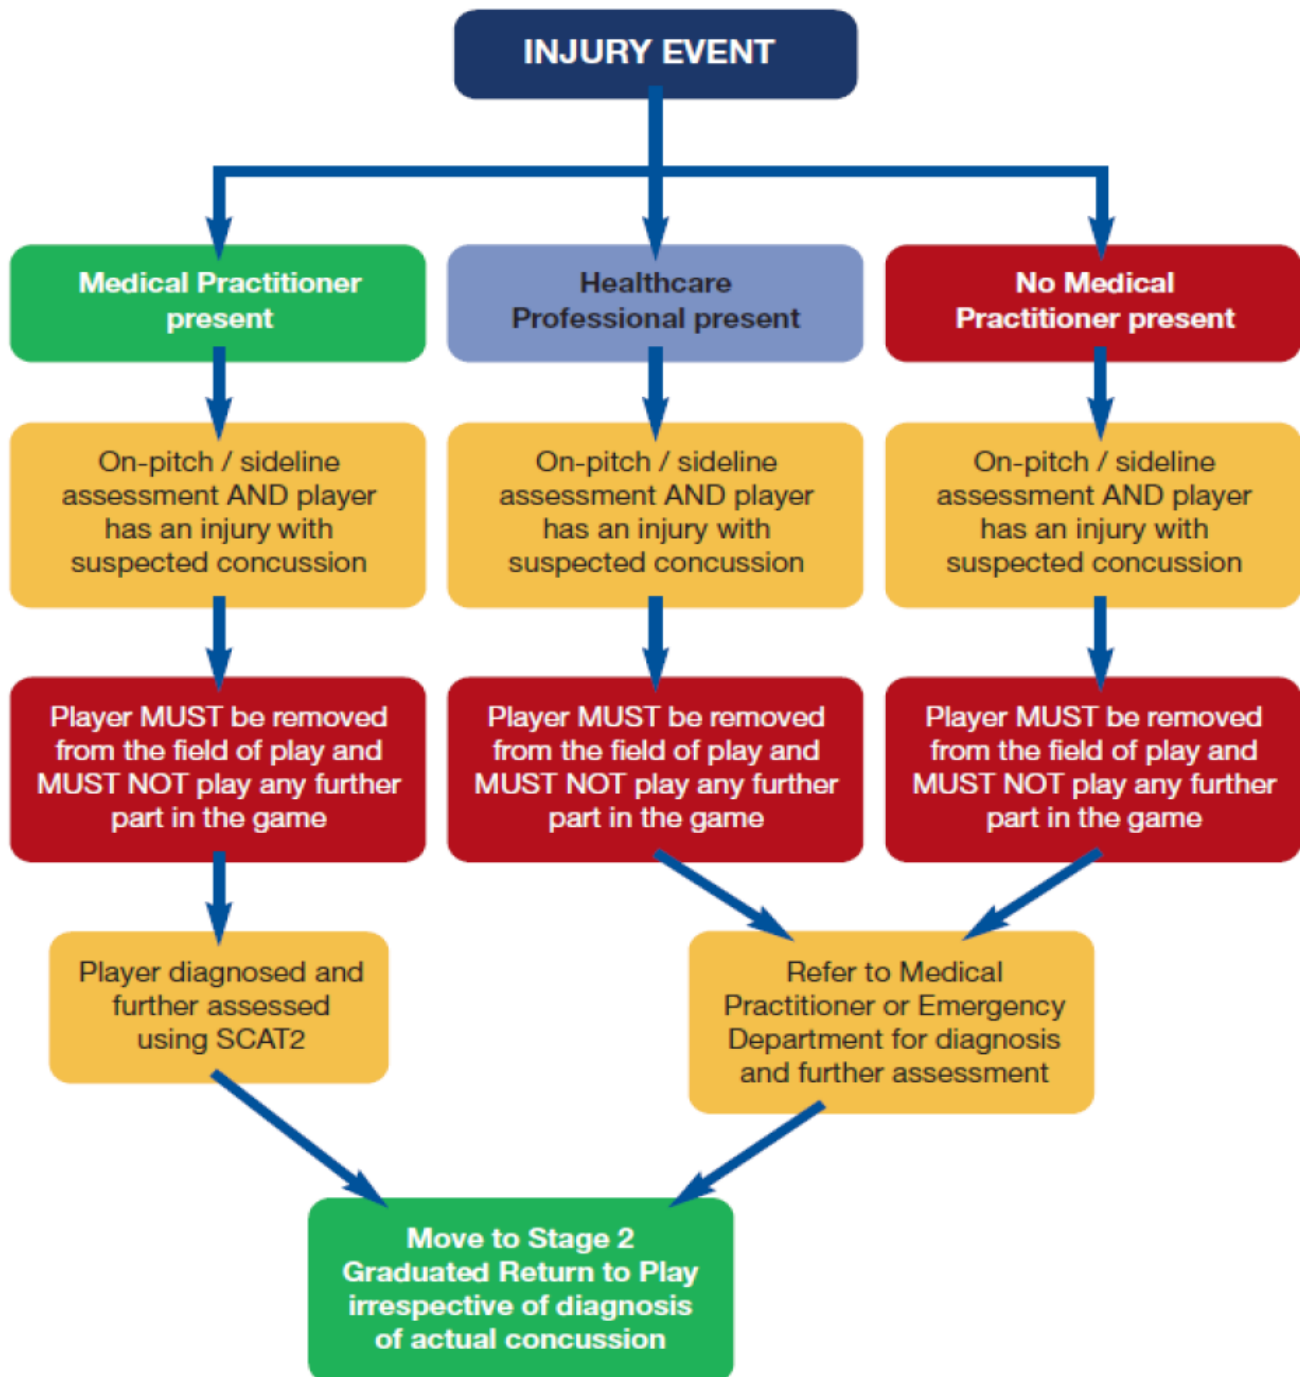 INJURY EVENT
Medical Practitioner
present
Healthcare
Professional present
No Medical
Practitioner present
On-pitch / sideline
assessment AND player
has an injury with
suspected concussion
On-pitch / sideline
assessment AND player
has an injury with
suspected concussion
On-pitch / sideline
assessment AND player
has an injury with
suspected concussion
Player MUST be removed
from the field of play and
MUST NOT play any further
part in the game
Player MUST be removed
from the field of play and
MUST NOT play any further
part in the game
Player MUST be removed
from the field of play and
MUST NOT play any further
part in the game
Player diagnosed and
further assessed
using SCAT2
Refer to Medical
Practitioner or Emergency
Department for diagnosis
and further assessment
Move to Stage 2
Graduated Return to Play
irrespective of diagnosis
of actual concussion